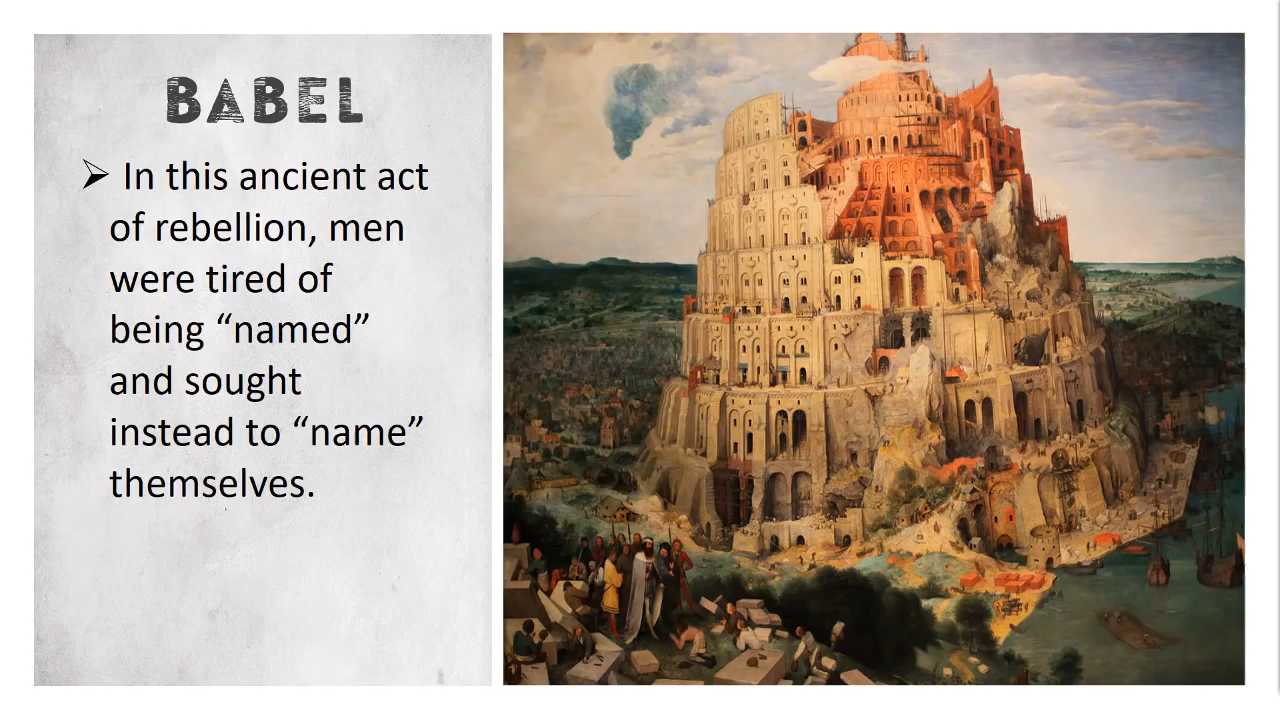 BABEL
➢ In this ancient act
of rebellion, men
were tired of
being “named”
and sought
instead to “name”
themselves.